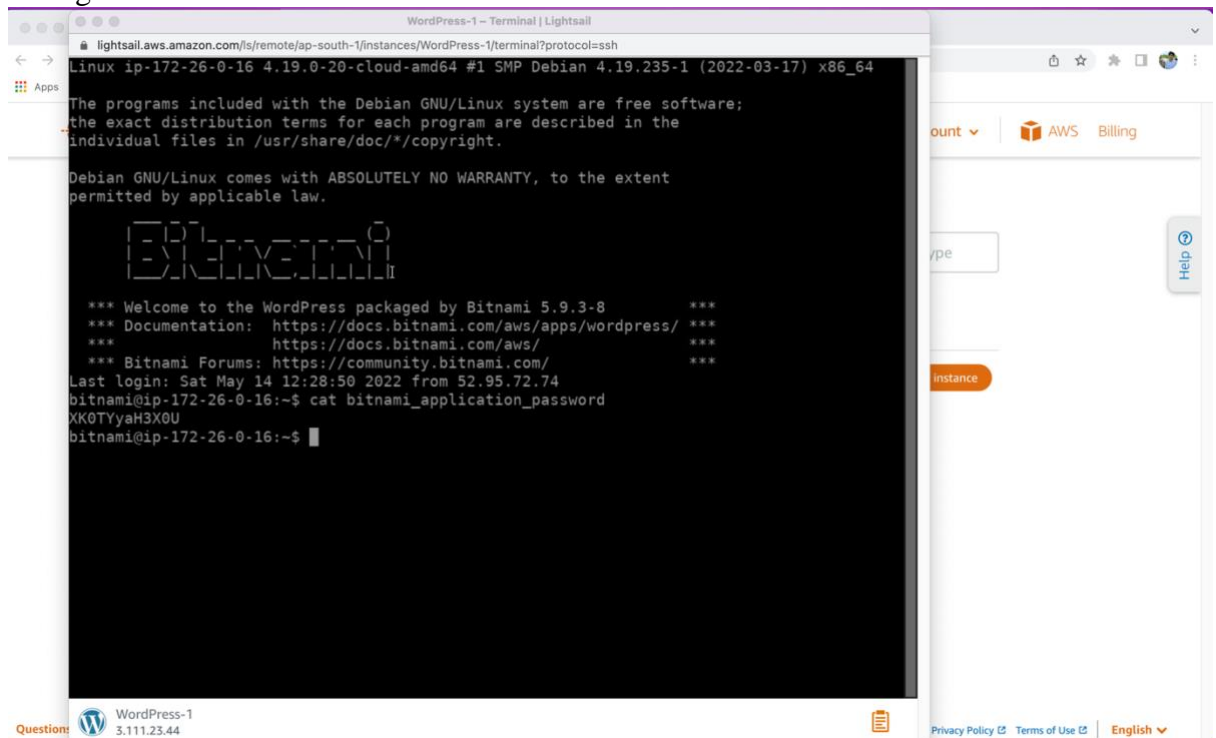 WordPress-1 – Terminal | Lightsail
lightsail.aws.amazon.com/ls/remote/ap-south-1/instances/WordPress-1/terminal?protocol=ssh
Apps
Linux ip-172-26-0-16 4.19.0-20-cloud-amd64 #1 SMP Debian 4.19.235-1 (2022-03-17) x86_64
The programs included with the Debian GNU/Linux system are free software;
the exact distribution terms for each program are described in the
individual files in /usr/share/doc/*/copyright.
Debian GNU/Linux comes with ABSOLUTELY NO WARRANTY, to the extent
permitted by applicable law.
Bitnami
*** Welcome to the WordPress packaged by Bitnami 5.9.3-8 ***
*** Documentation: https://docs.bitnami.com/aws/apps/wordpress/ ***
*** https://docs.bitnami.com/aws/ ***
*** Bitnami Forums: https://community.bitnami.com/ ***
Last login: Sat May 14 12:28:50 2022 from 52.95.72.74
bitnami@ip-172-26-0-16:~$ cat bitnami_application_password
XK0TYyaH3X0U
bitnami@ip-172-26-0-16:~$
ount
AWS Billing
ype
Help
instance
WordPress-1
3.111.23.44
Questions
Privacy Policy
Terms of Use
English